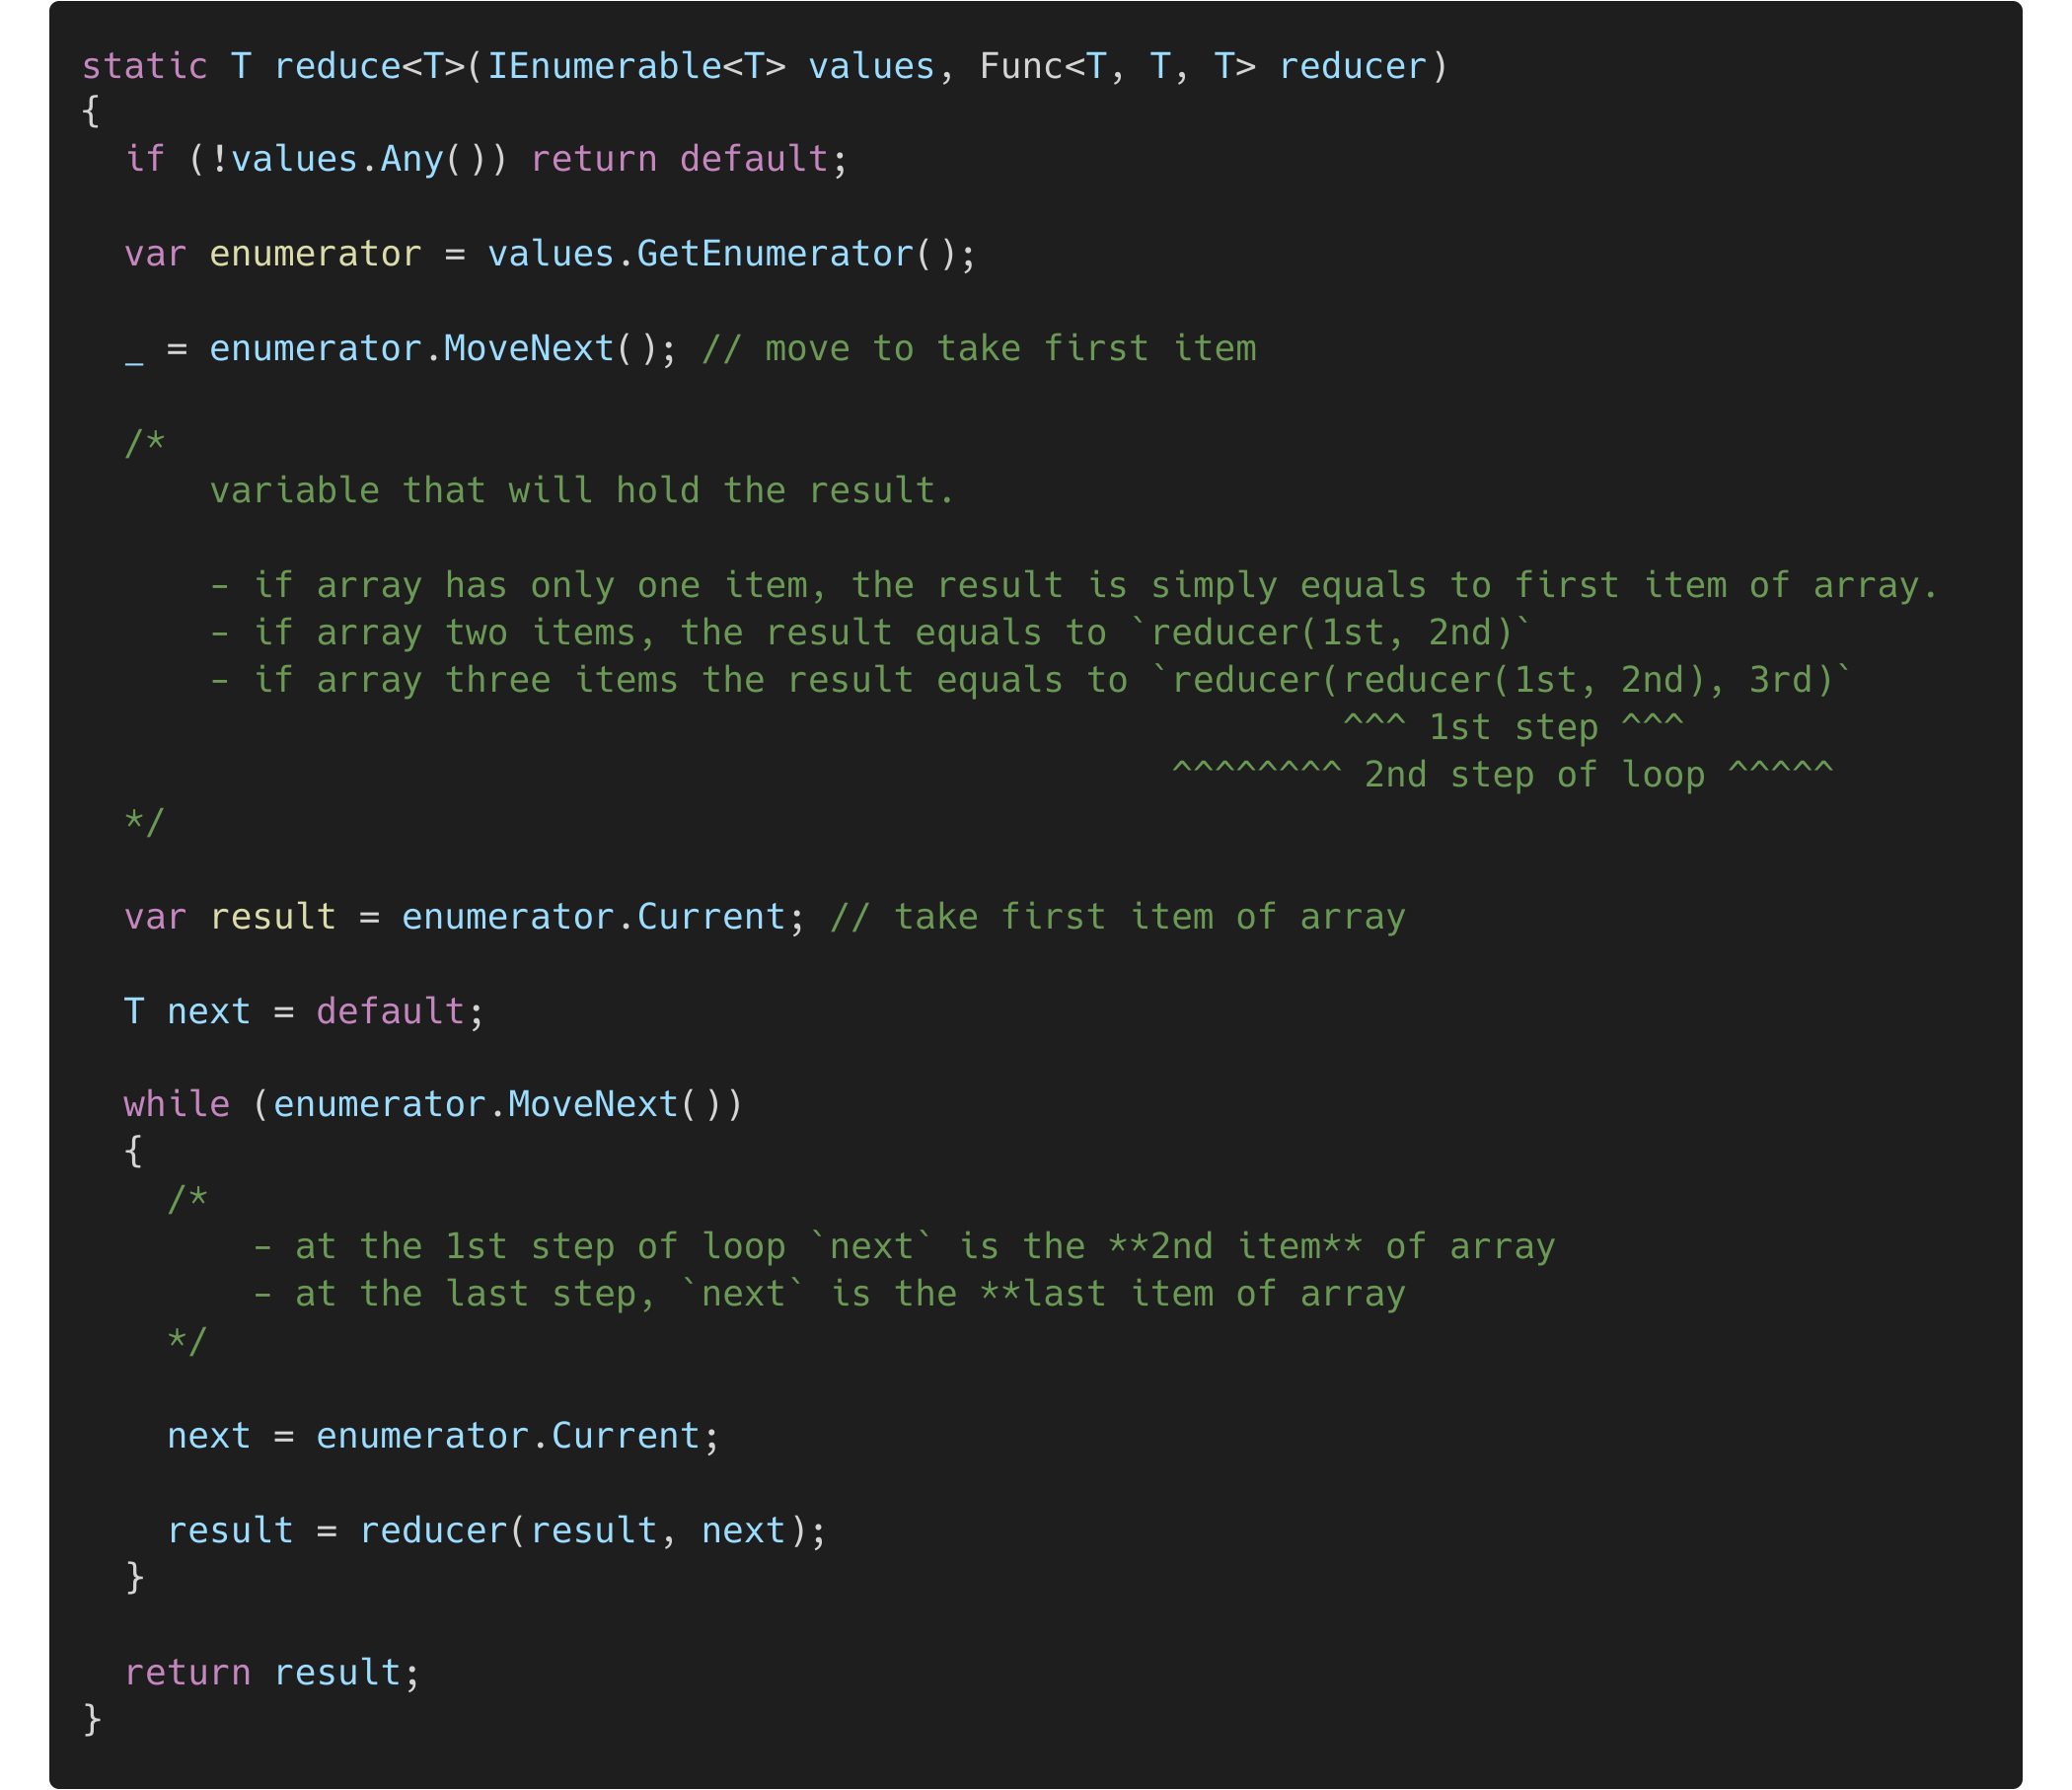 static T reduce<T>(IEnumerable<T> values, Func<T, T, T> reducer)
{
  if (!values.Any()) return default;
  var enumerator = values.GetEnumerator();
  _ = enumerator.MoveNext(); // move to take first item
  /*
      variable that will hold the result.
      - if array has only one item, the result is simply equals to first item of array.
      - if array two items, the result equals to `reducer(1st, 2nd)`
      - if array three items the result equals to `reducer(reducer(1st, 2nd), 3rd)`
                                                           ^^^ 1st step ^^^
                                                   ^^^^^^^^ 2nd step of loop ^^^^^
  */
  var result = enumerator.Current; // take first item of array
  T next = default;
  while (enumerator.MoveNext())
  {
    /*
        - at the 1st step of loop `next` is the **2nd item** of array
        - at the last step, `next` is the **last item of array
    */
    next = enumerator.Current;
    result = reducer(result, next);
  }
  return result;
}